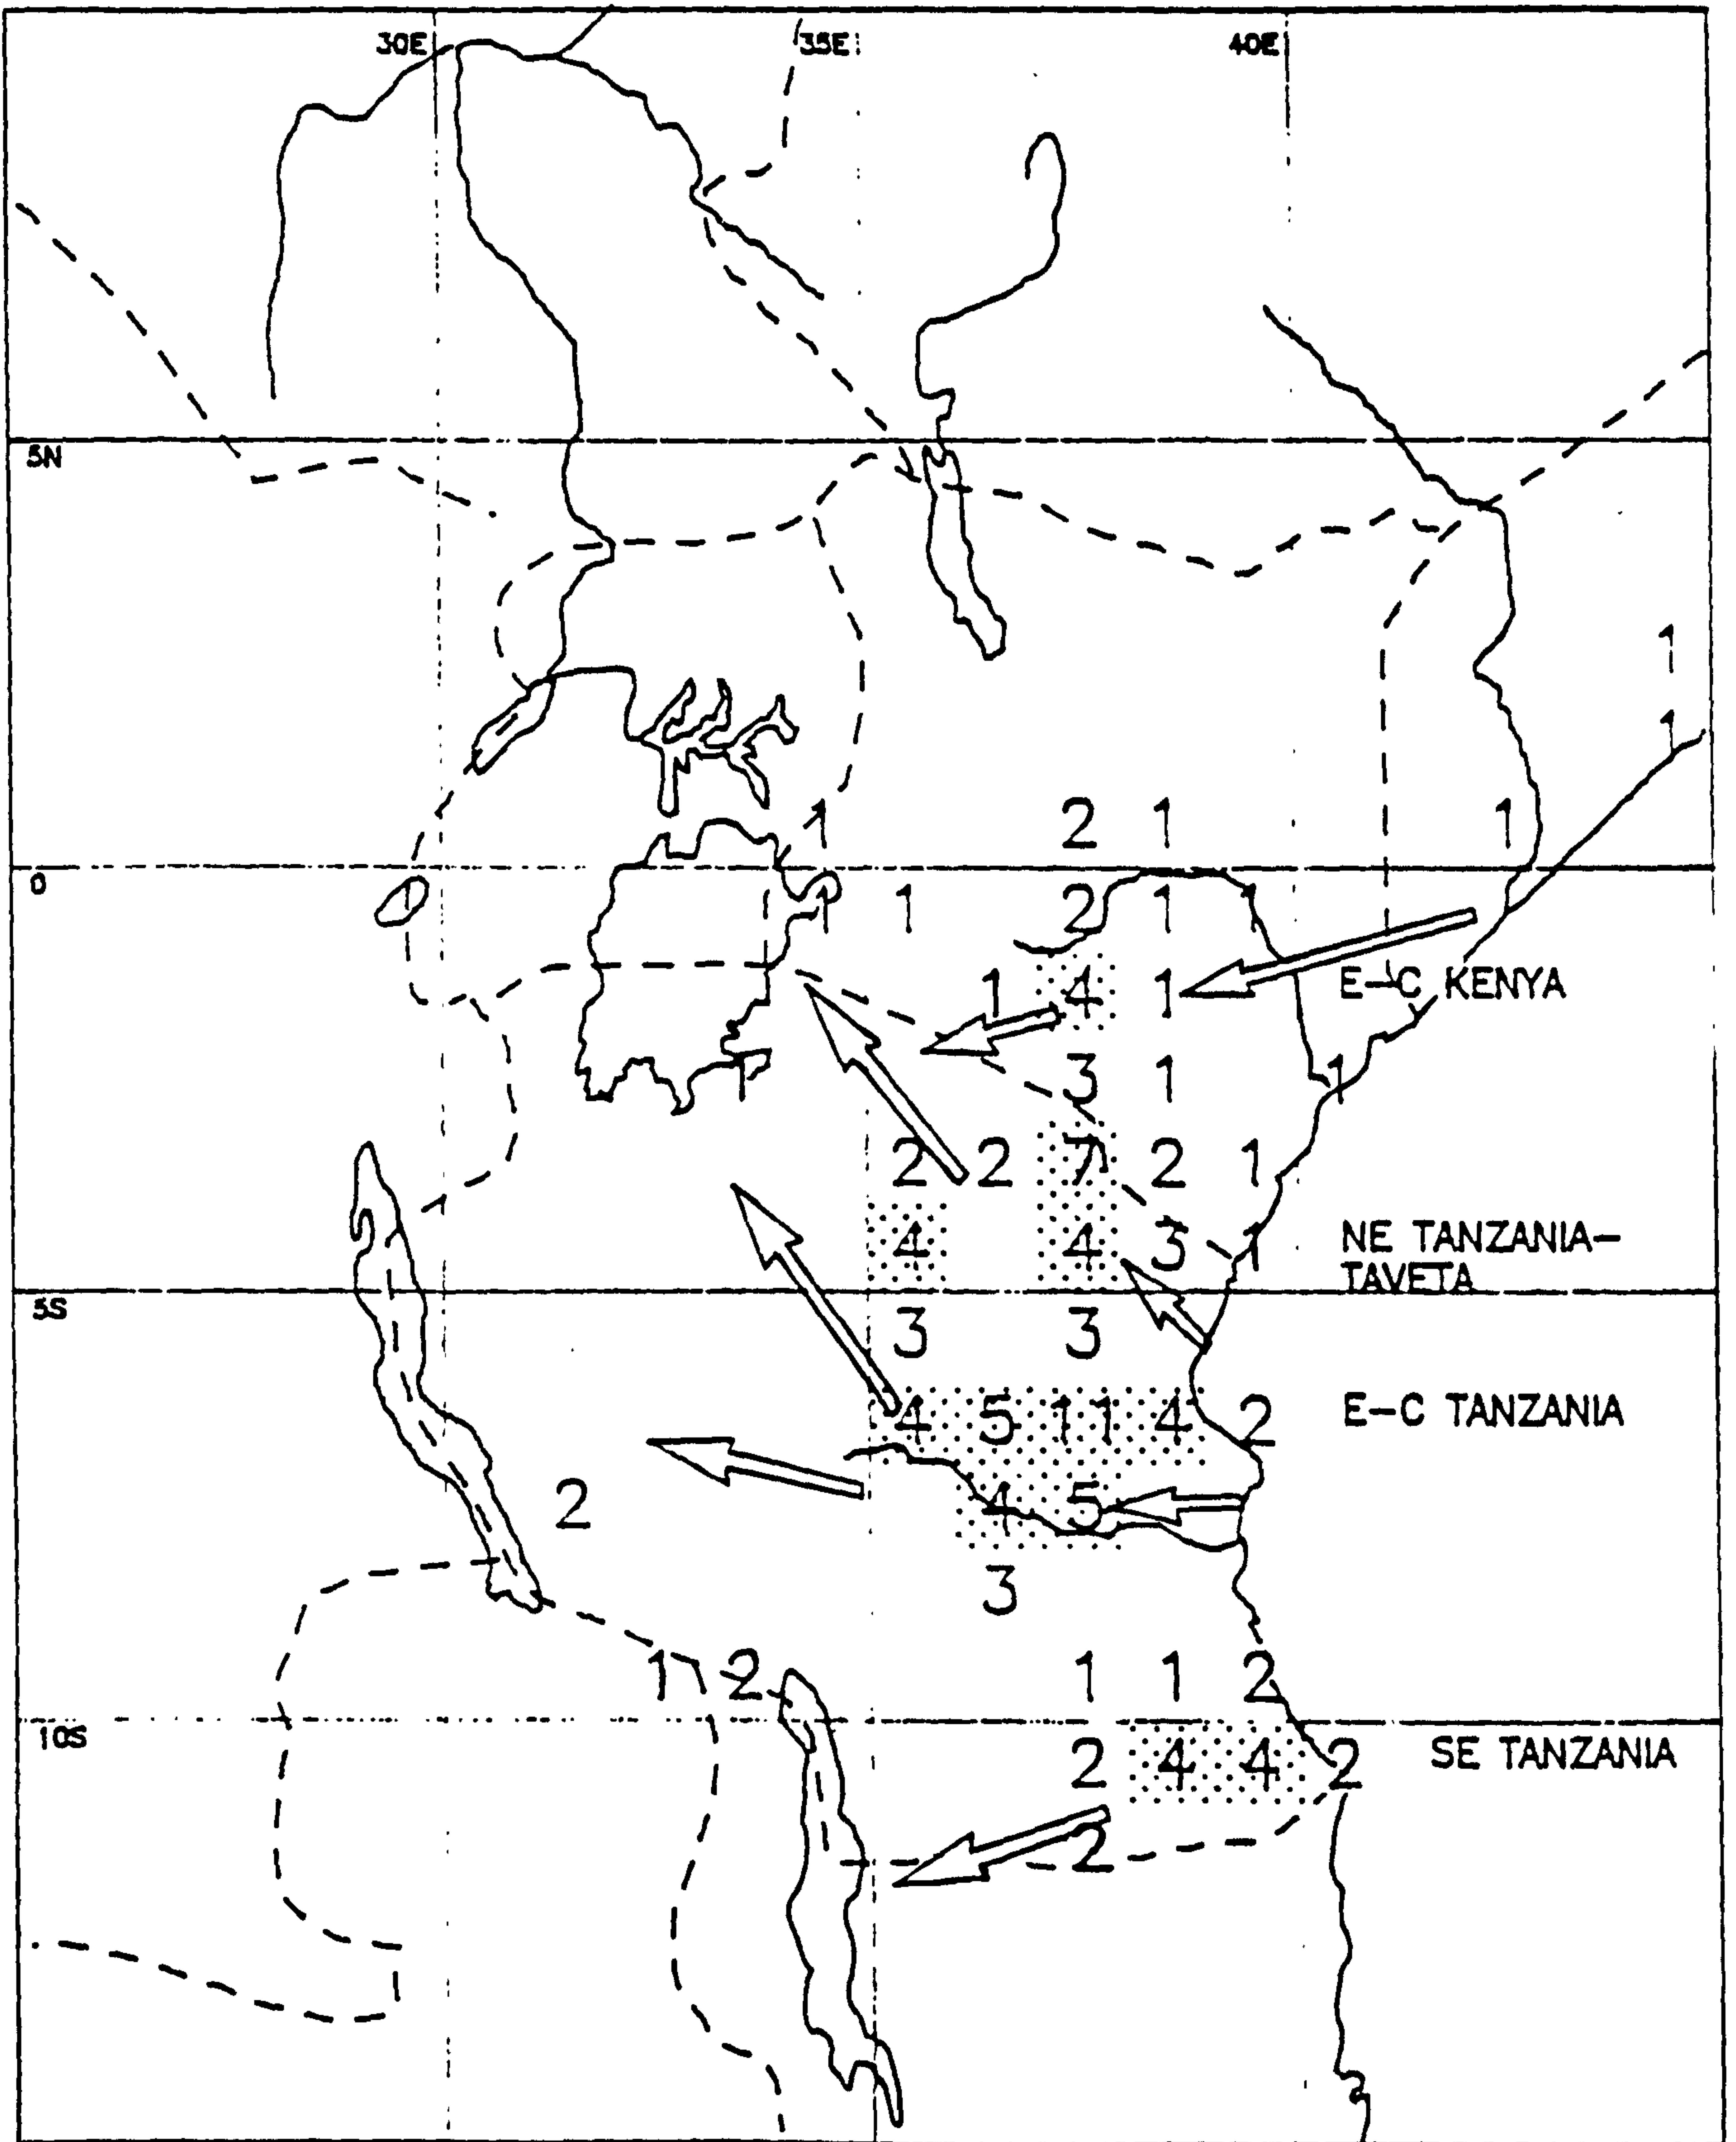 30E 35E 40E
5N
1
1
2 1 1
1
0
1 1 2 1 1
1 4 1 E-C KENYA
3 1 1
2 2 7 2 1
4 4 3 1 NE TANZANIA-
TAVETA
5S
3 3
4 5 11 4 2 E-C TANZANIA
2 4 5
3
1 2 1 1 2
10S
2 4 4 2 SE TANZANIA
2